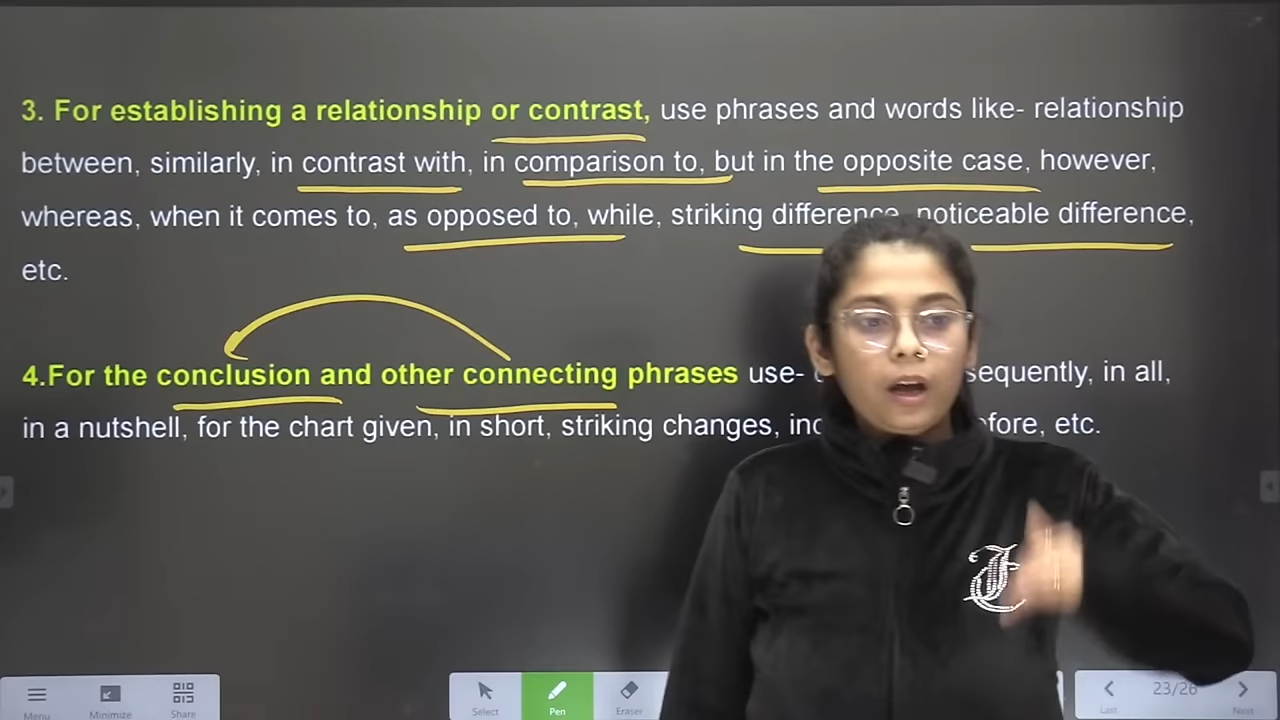 3. For establishing a relationship or contrast, use phrases and words like- relationship
between, similarly, in contrast with, in comparison to, but in the opposite case, however,
whereas, when it comes to, as opposed to, while, striking difference, noticeable difference,
etc.
4.For the conclusion and other connecting phrases use- sequently, in all,
in a nutshell, for the chart given, in short, striking changes, etc.
Menu
Minimize
Share
Select
Pen
Eraser
Last
23/26
Next